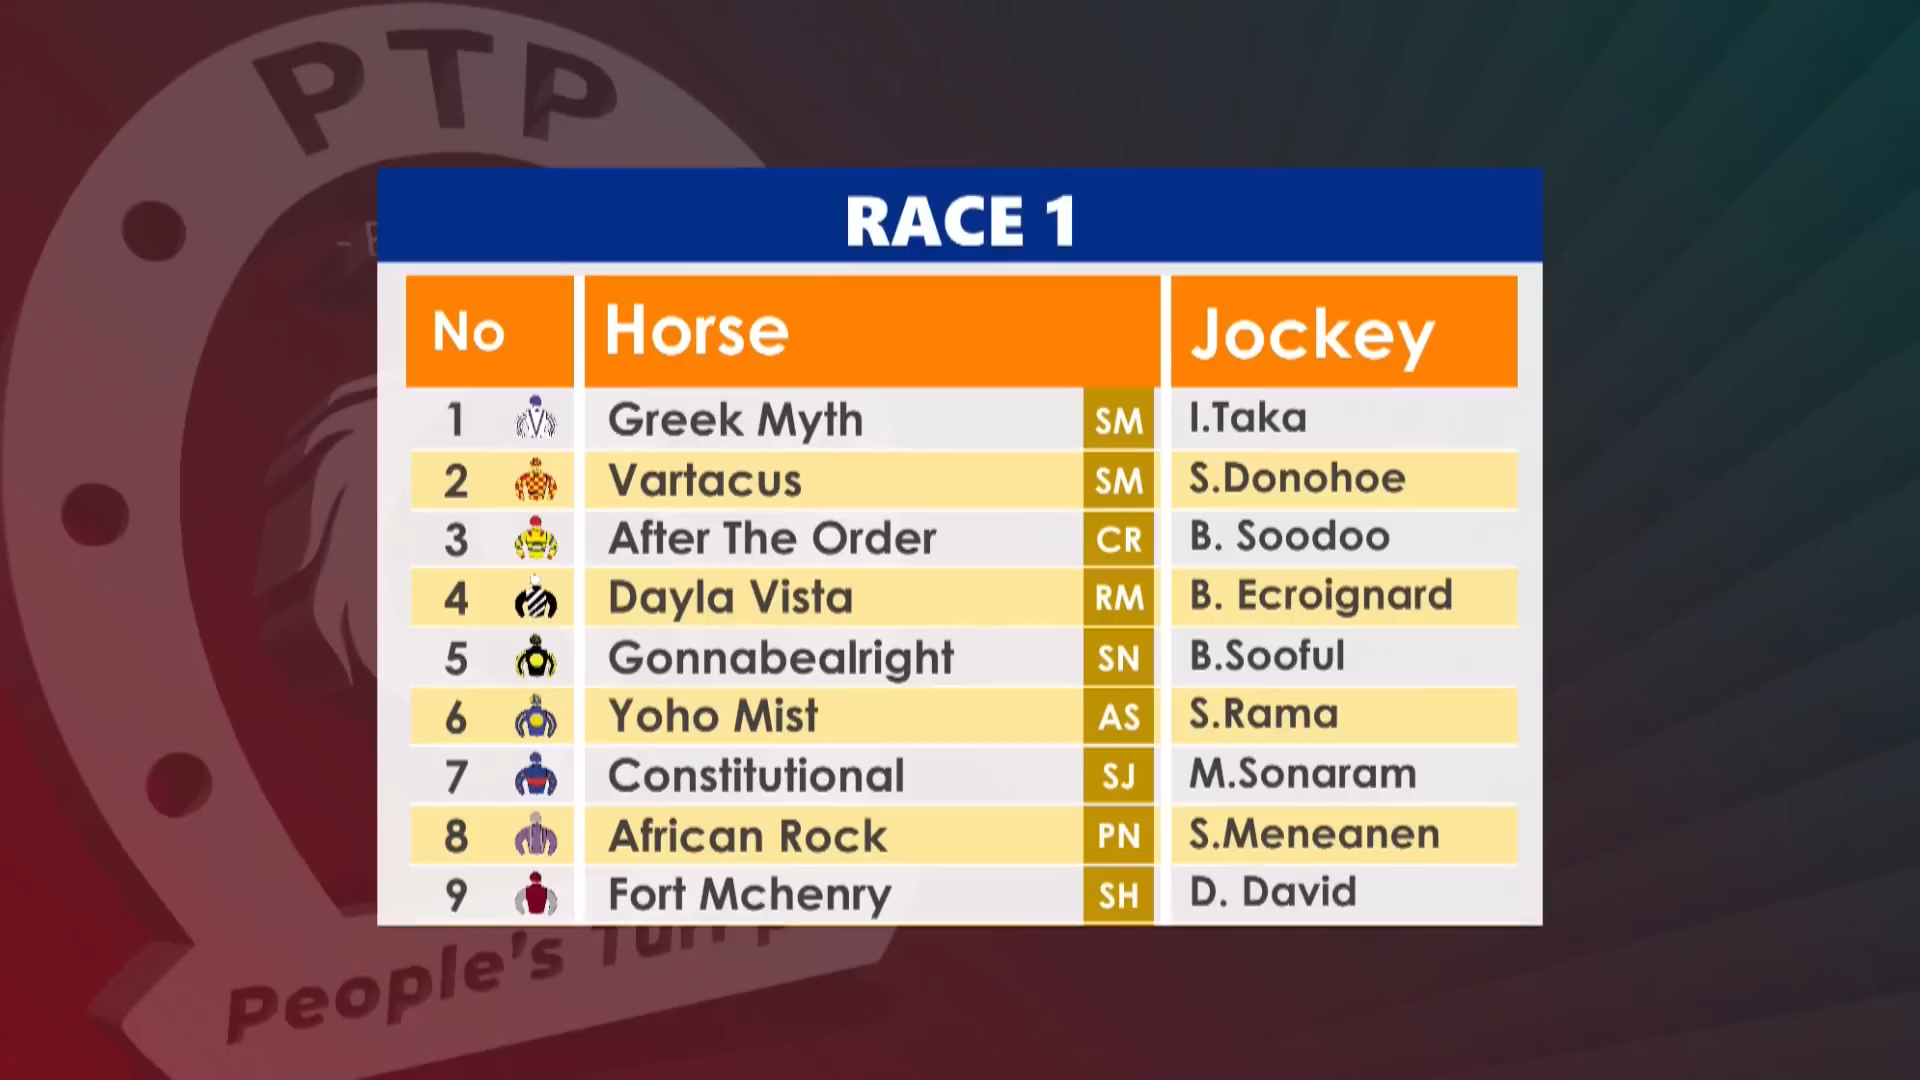 PTP
RACE 1
No Horse Jockey
1 Greek Myth SM I.Taka
2 Vartacus SM S.Donohoe
3 After The Order CR B. Soodoo
4 Dayla Vista RM B. Ecroignard
5 Gonnabealright SN B.Sooful
6 Yoho Mist AS S.Rama
7 Constitutional SJ M.Sonaram
8 African Rock PN S.Meneanen
9 Fort Mchenry SH D. David
People's Turf